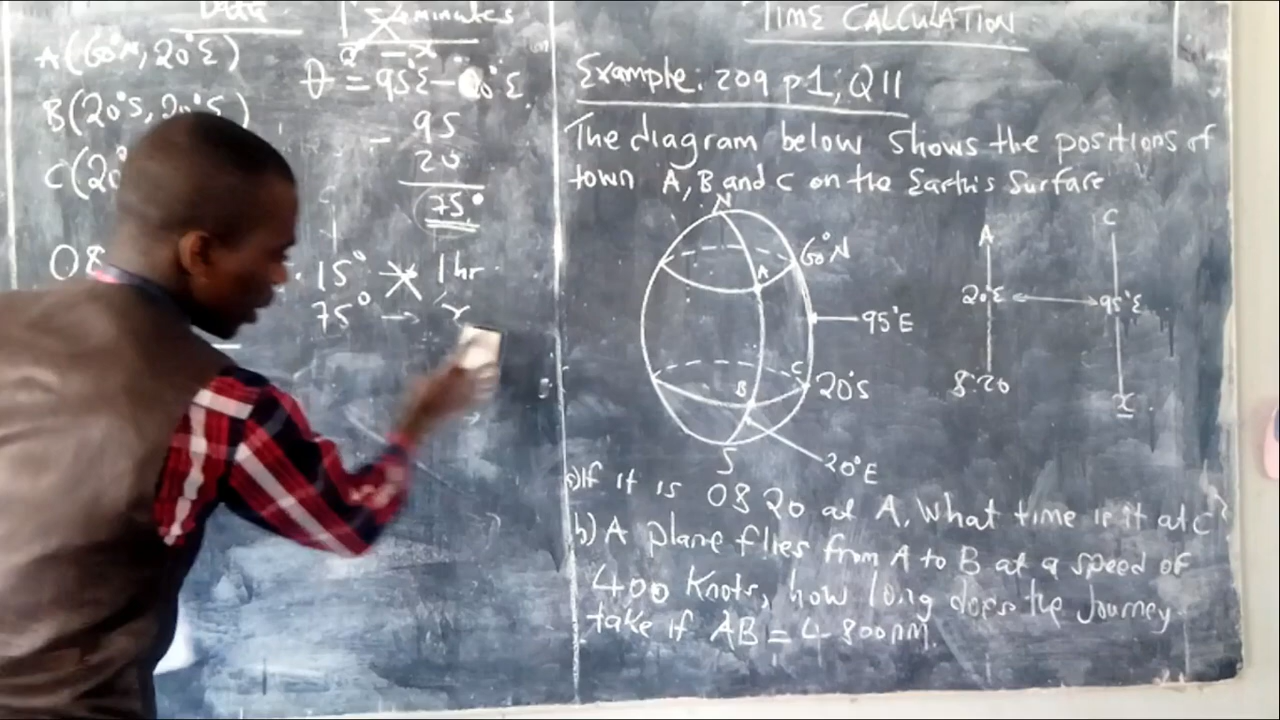 Data
A(60°N, 20°E)
B(20°S, 20°
C(20°
08
minutes
θ = 95°E - 20°E
- 95
20
75°
15° → 1hr
75° → x
TIME CALCULATION
Example: 209 p1; Q11
The diagram below shows the positions of
town A, B and C on the Earth's Surface
N
60°N
A
95°E
C
20°S
B
S
20°E
A
C
20°E
95°E
8:20
x
a) If it is 0820 at A. What time is it at C?
b) A plane flies from A to B at a speed of
400 Knots, how long does the Journey
take if AB = 4800nm